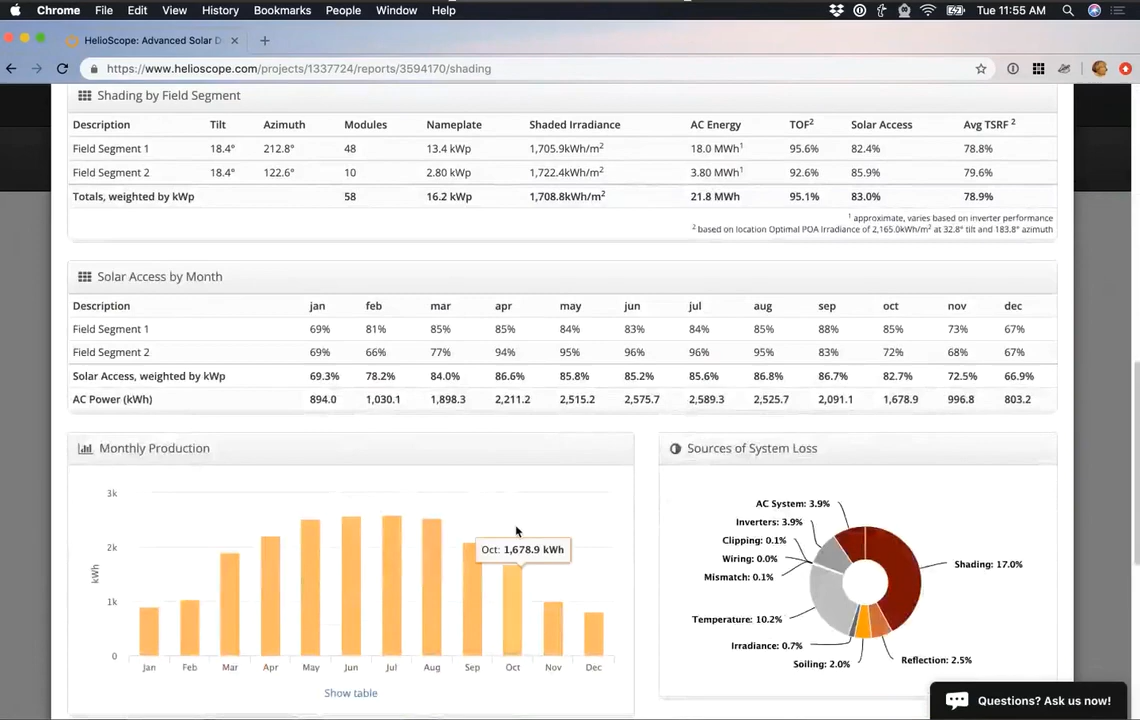 Chrome File Edit View History Bookmarks People Window Help Tue 11:55 AM
HelioScope: Advanced Solar D
https://www.helioscope.com/projects/1337724/reports/3594170/shading
Shading by Field Segment
Description Tilt Azimuth Modules Nameplate Shaded Irradiance AC Energy TOF2 Solar Access Avg TSRF 2
Field Segment 1 18.4° 212.8° 48 13.4 kWp 1,705.9kWh/m2 18.0 MWh1 95.6% 82.4% 78.8%
Field Segment 2 18.4° 122.6° 10 2.80 kWp 1,722.4kWh/m2 3.80 MWh1 92.6% 85.9% 79.6%
Totals, weighted by kWp 58 16.2 kWp 1,708.8kWh/m2 21.8 MWh 95.1% 83.0% 78.9%
1 approximate, varies based on inverter performance
2 based on location Optimal POA Irradiance of 2,165.0kWh/m2 at 32.8° tilt and 183.8° azimuth
Solar Access by Month
Description jan feb mar apr may jun jul aug sep oct nov dec
Field Segment 1 69% 81% 85% 85% 84% 83% 84% 85% 88% 85% 73% 67%
Field Segment 2 69% 66% 77% 94% 95% 96% 96% 95% 83% 72% 68% 67%
Solar Access, weighted by kWp 69.3% 78.2% 84.0% 86.6% 85.8% 85.2% 85.6% 86.8% 86.7% 82.7% 72.5% 66.9%
AC Power (kWh) 894.0 1,030.1 1,898.3 2,211.2 2,515.2 2,575.7 2,589.3 2,525.7 2,091.1 1,678.9 996.8 803.2
Monthly Production
3k
2k
1k
0
kWh
Oct: 1,678.9 kWh
Jan Feb Mar Apr May Jun Jul Aug Sep Oct Nov Dec
Show table
Sources of System Loss
AC System: 3.9%
Inverters: 3.9%
Clipping: 0.1%
Wiring: 0.0%
Mismatch: 0.1%
Shading: 17.0%
Temperature: 10.2%
Irradiance: 0.7%
Soiling: 2.0%
Reflection: 2.5%
Questions? Ask us now!